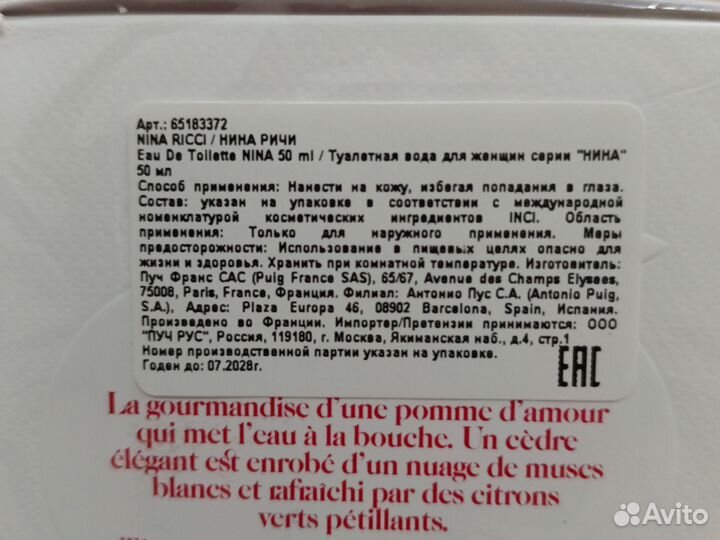 Арт.: 65183372
NINA RICCI / НИНА РИЧИ
Eau De Toilette NINA 50 ml / Туалетная вода для женщин серии "НИНА"
50 мл
Способ применения: Нанести на кожу, избегая попадания в глаза.
Состав: указан на упаковке в соответствии с международной
номенклатурой косметических ингредиентов INCI. Область
применения: Только для наружного применения. Меры
предосторожности: Использование в пищевых целях опасно для
жизни и здоровья. Хранить при комнатной температуре. Изготовитель:
Пуч Франс САС (Puig France SAS), 65/67, Avenue des Champs Elysees,
75008, Paris, France, Франция. Филиал: Антонио Пус С.А. (Antonio Puig,
S.A.), Адрес: Plaza Europa 46, 08902 Barcelona, Spain, Испания.
Произведено во Франции. Импортер/Претензии принимаются: ООО
"ПУЧ РУС", Россия, 119180, г. Москва, Якиманская наб., д.4, стр.1
Номер производственной партии указан на упаковке.
Годен до: 07.2028г.
EAC
La gourmandise d'une pomme d'amour
qui met l'eau à la bouche. Un cèdre
élégant est enrobé d'un nuage de muscs
blancs et rafraîchi par des citrons
verts pétillants.
Avito